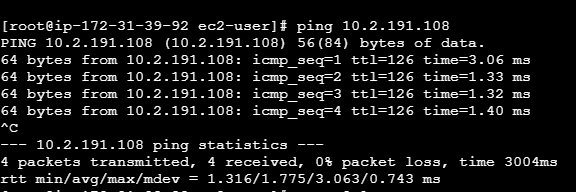 [root@ip-172-31-39-92 ec2-user]# ping 10.2.191.108
PING 10.2.191.108 (10.2.191.108) 56(84) bytes of data.
64 bytes from 10.2.191.108: icmp_seq=1 ttl=126 time=3.06 ms
64 bytes from 10.2.191.108: icmp_seq=2 ttl=126 time=1.33 ms
64 bytes from 10.2.191.108: icmp_seq=3 ttl=126 time=1.32 ms
64 bytes from 10.2.191.108: icmp_seq=4 ttl=126 time=1.40 ms
^C
--- 10.2.191.108 ping statistics ---
4 packets transmitted, 4 received, 0% packet loss, time 3004ms
rtt min/avg/max/mdev = 1.316/1.775/3.063/0.743 ms